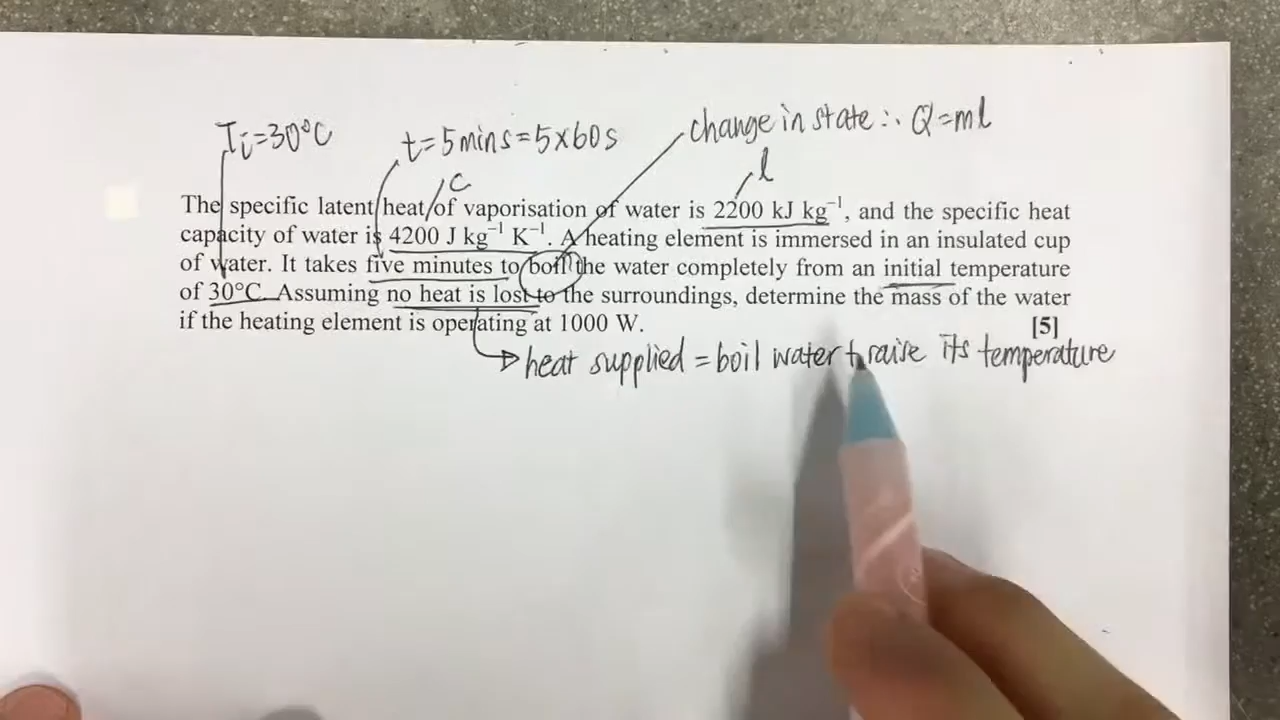 Ti=30°C t=5mins=5x60s change in state ∴ Q=ml
c l
The specific latent heat of vaporisation of water is 2200 kJ kg⁻¹, and the specific heat
capacity of water is 4200 J kg⁻¹ K⁻¹. A heating element is immersed in an insulated cup
of water. It takes five minutes to boil the water completely from an initial temperature
of 30°C. Assuming no heat is lost to the surroundings, determine the mass of the water
if the heating element is operating at 1000 W. [5]
heat supplied = boil water + raise its temperature